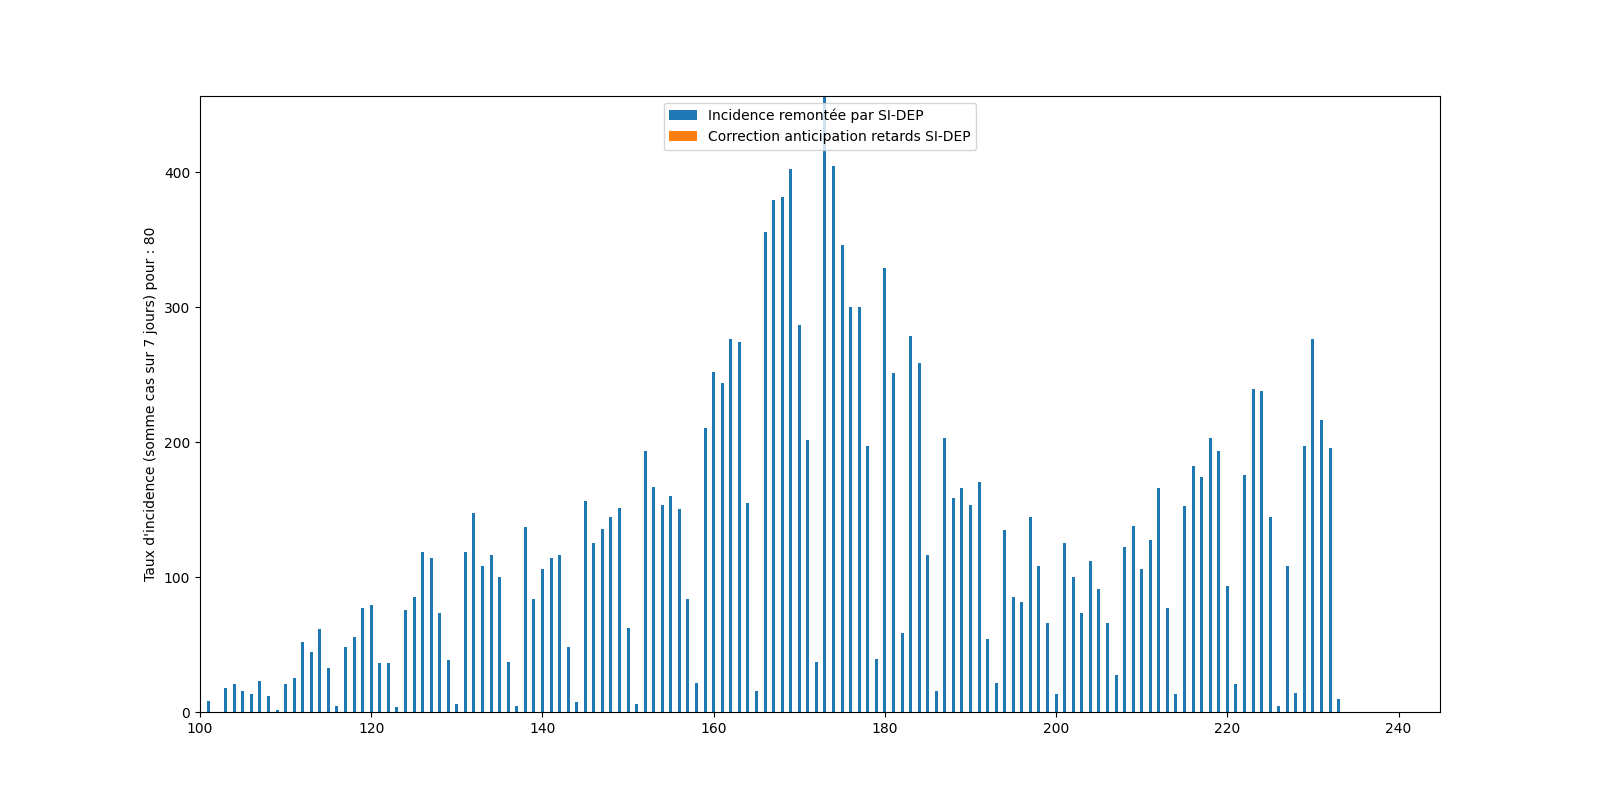 Incidence remontée par SI-DEP
Correction anticipation retards SI-DEP
Taux d'incidence (somme cas sur 7 jours) pour : 80
400
300
200
100
0
100 120 140 160 180 200 220 240